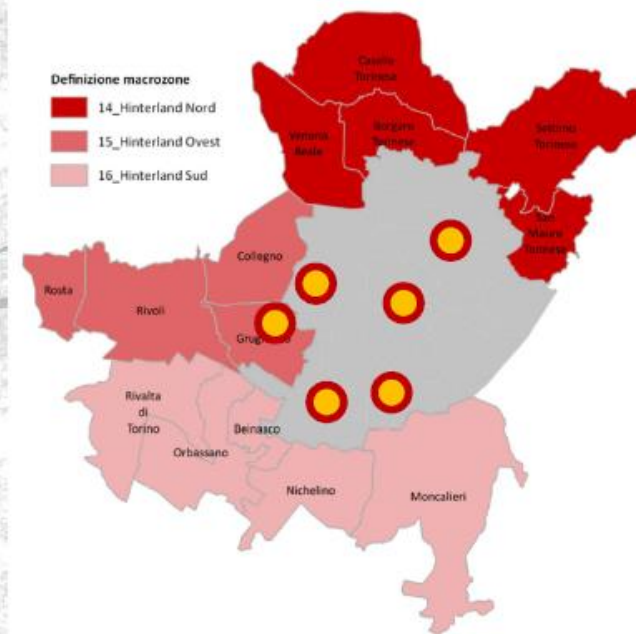 Definizione macrozone
14_Hinterland Nord
15_Hinterland Ovest
16_Hinterland Sud
Caselle
Torinese
Venaria
Reale
Borgaro
Torinese
Settimo
Torinese
San
Mauro
Torinese
Collegno
Rosta
Rivoli
Rivalta
di
Torino
Beinasco
Orbassano
Nichelino
Moncalieri